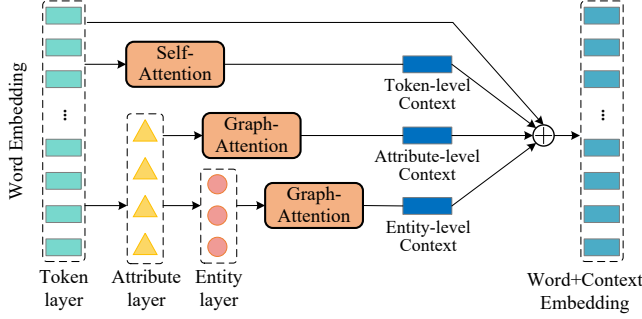 Word Embedding
Self-
Attention
Token-level
Context
...
...
Graph-
Attention
Attribute-level
Context
Graph-
Attention
Entity-level
Context
Token
layer
Attribute
layer
Entity
layer
Word+Context
Embedding